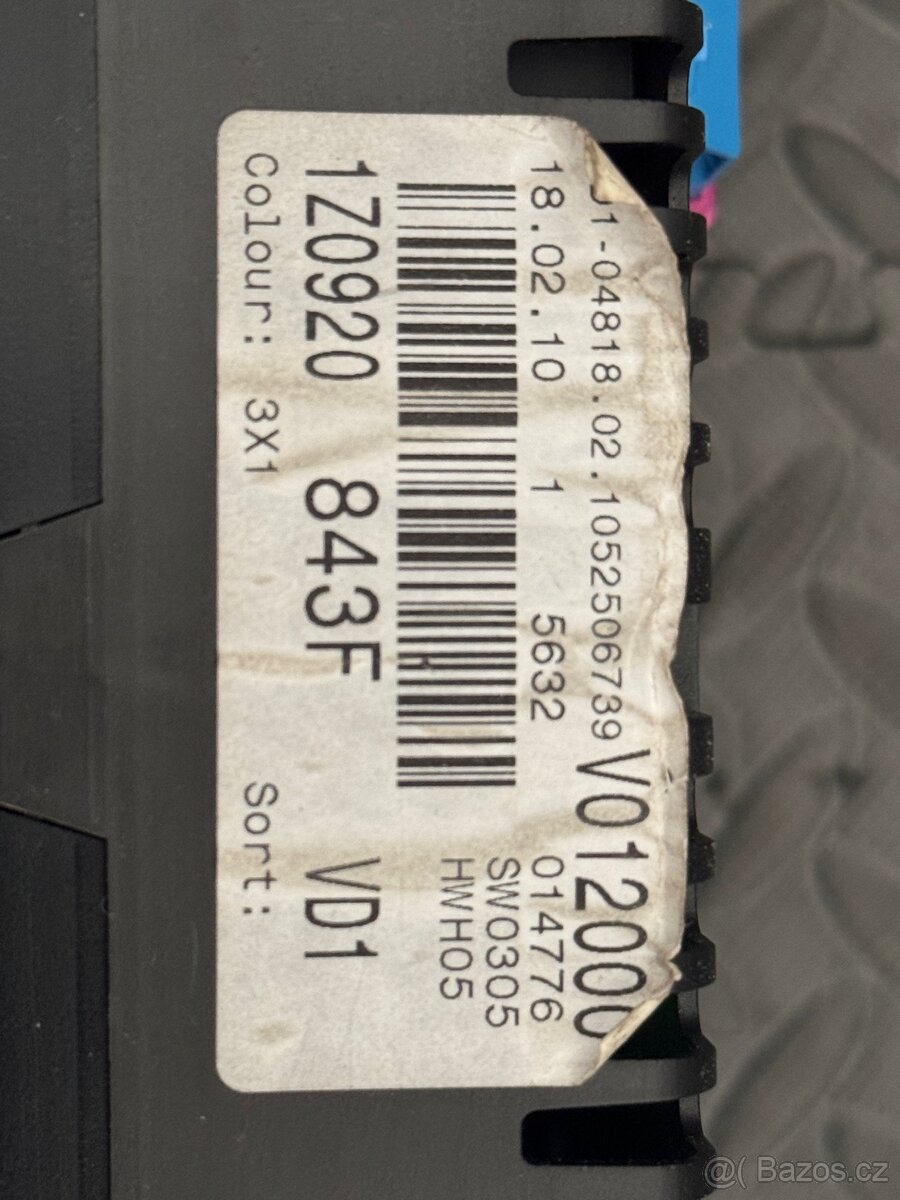 01-04818.02.1052506739 V012000
18.02.10 1 5632 014776
SW0305
HWH05
1Z0920 843F VD1
Colour: 3X1 Sort:
@( Bazos.cz